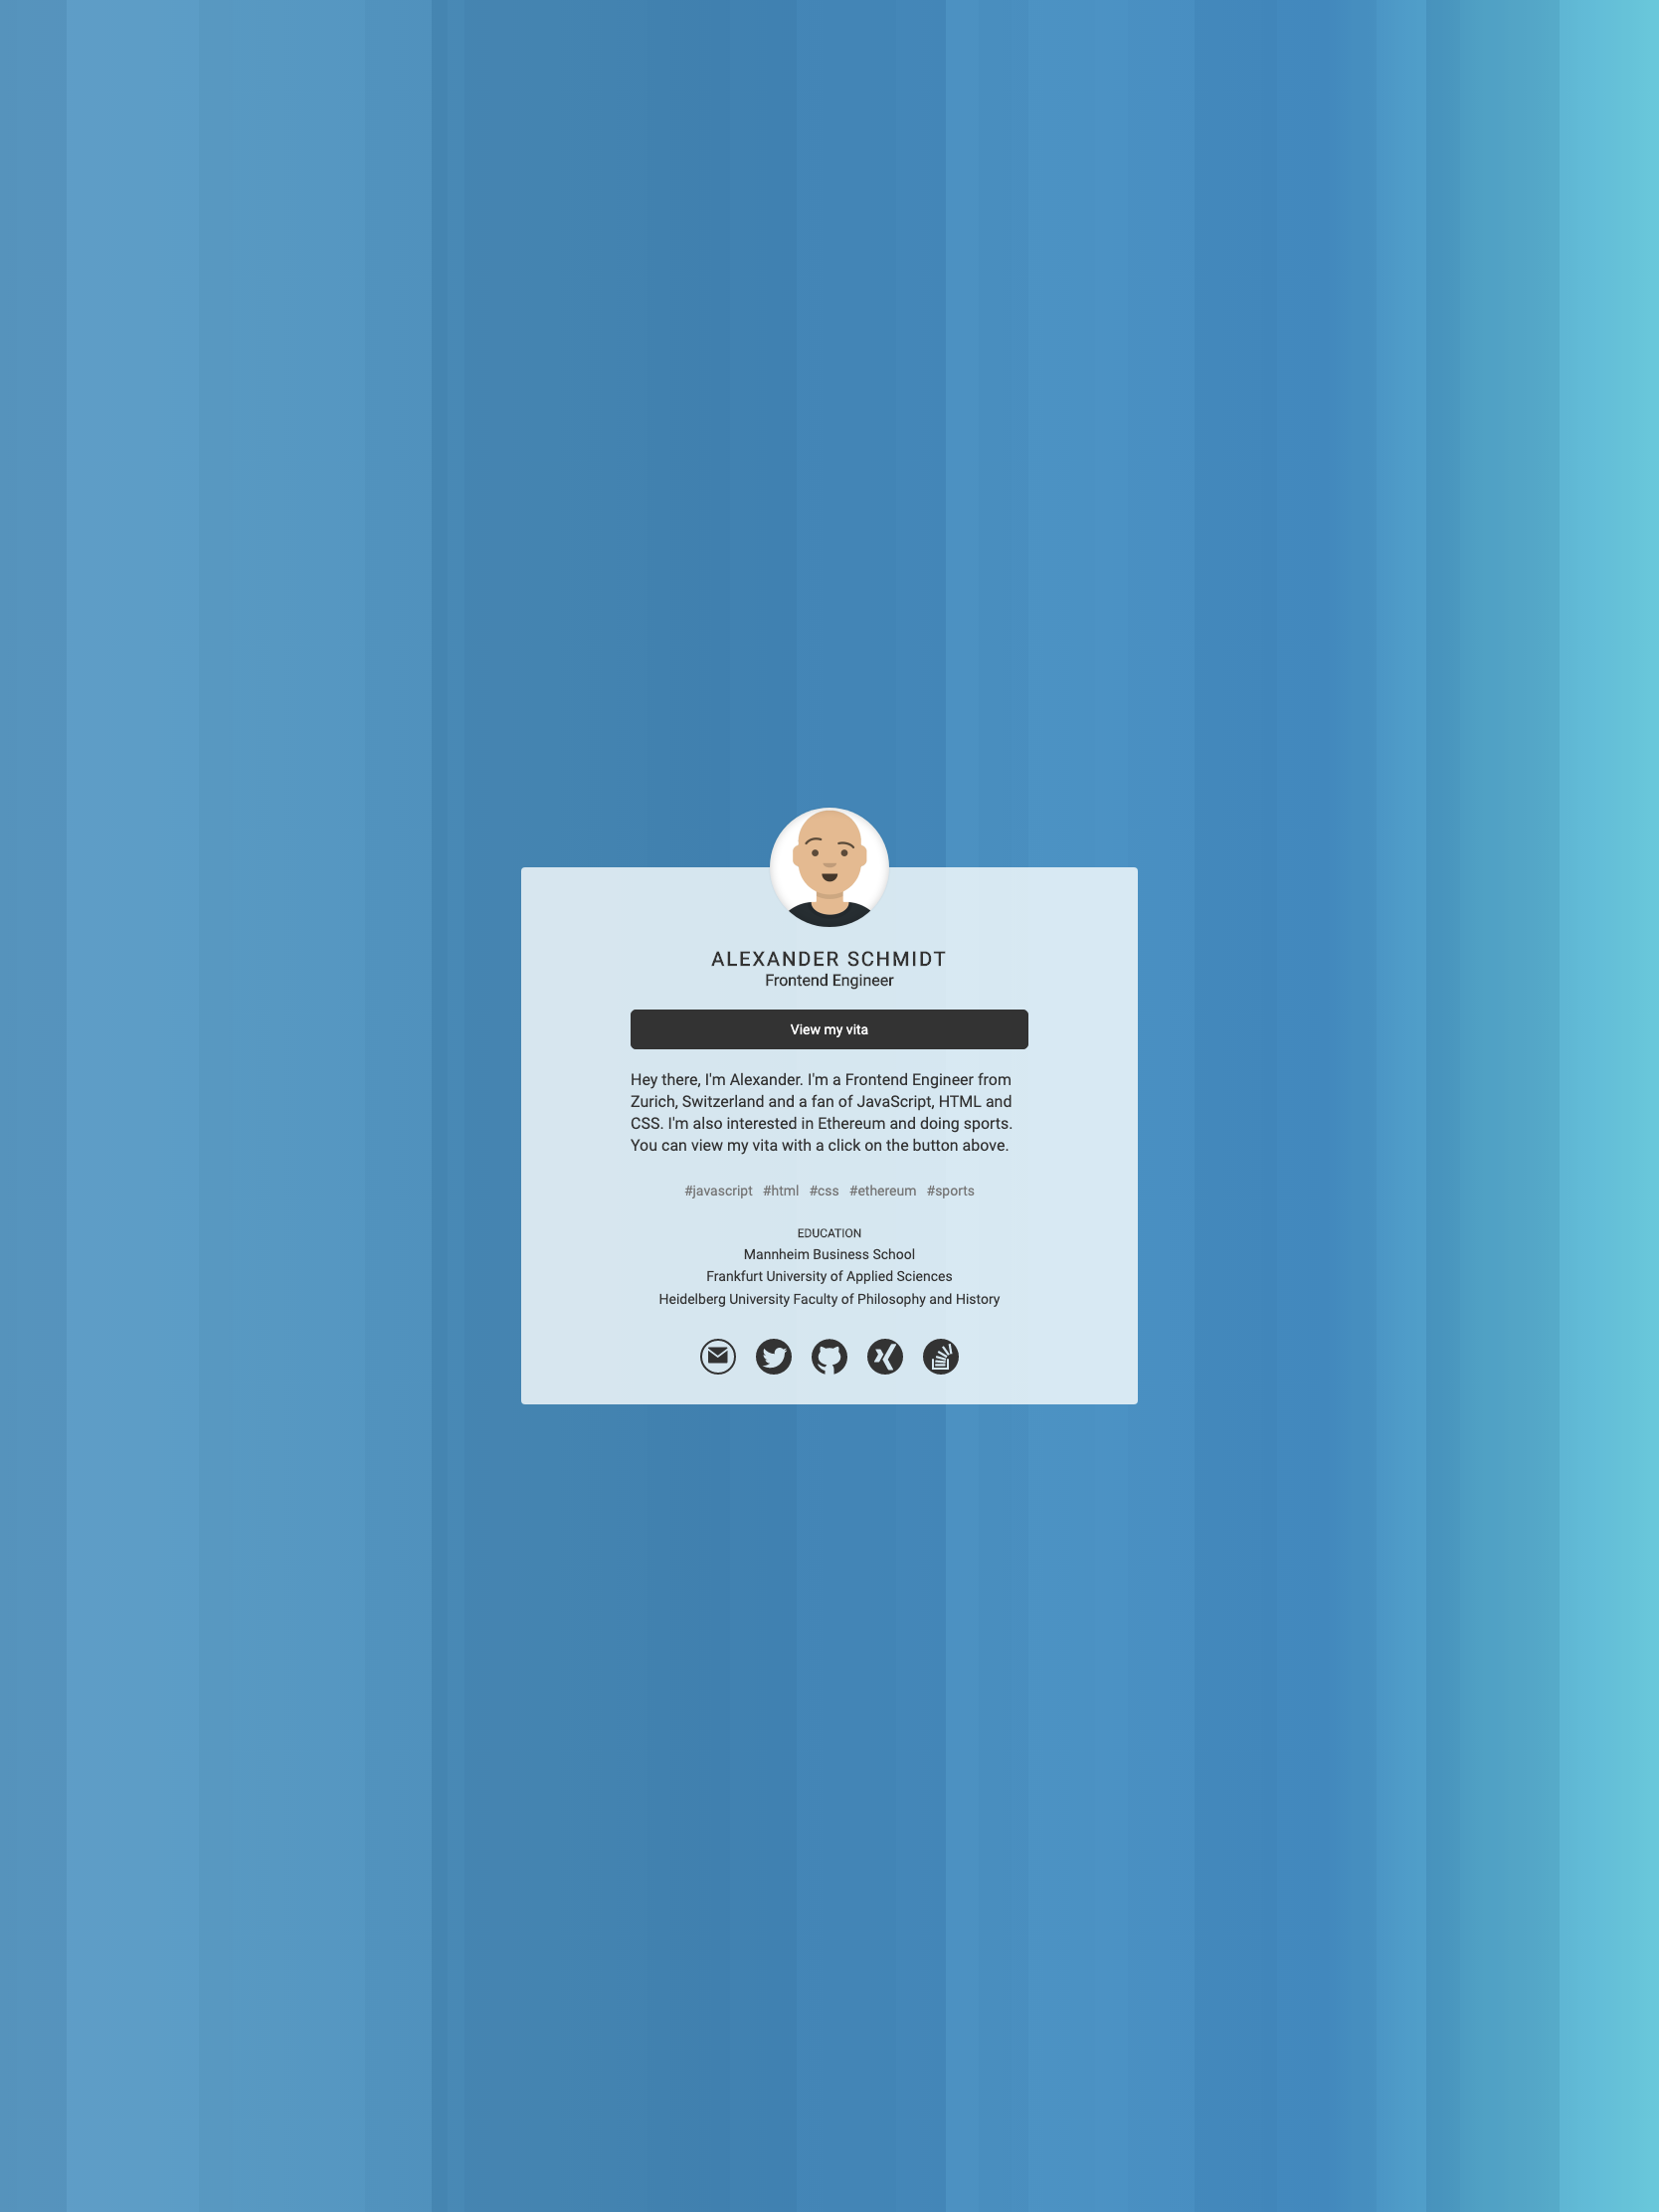 ALEXANDER SCHMIDT
Frontend Engineer
View my vita
Hey there, I'm Alexander. I'm a Frontend Engineer from
Zurich, Switzerland and a fan of JavaScript, HTML and
CSS. I'm also interested in Ethereum and doing sports.
You can view my vita with a click on the button above.
#javascript #html #css #ethereum #sports
EDUCATION
Mannheim Business School
Frankfurt University of Applied Sciences
Heidelberg University Faculty of Philosophy and History